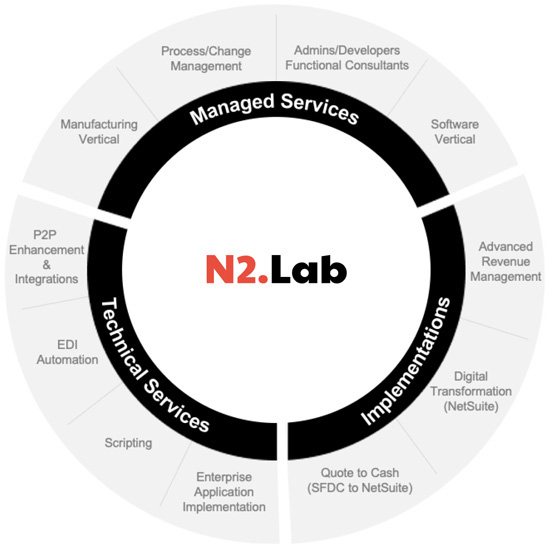 Process/Change
Management
Admins/Developers
Functional Consultants
Manufacturing
Vertical
Managed Services
Software
Vertical
P2P
Enhancement
&
Integrations
Advanced
Revenue
Management
N2.Lab
EDI
Automation
Technical Services
Implementations
Digital
Transformation
(NetSuite)
Scripting
Enterprise
Application
Implementation
Quote to Cash
(SFDC to NetSuite)